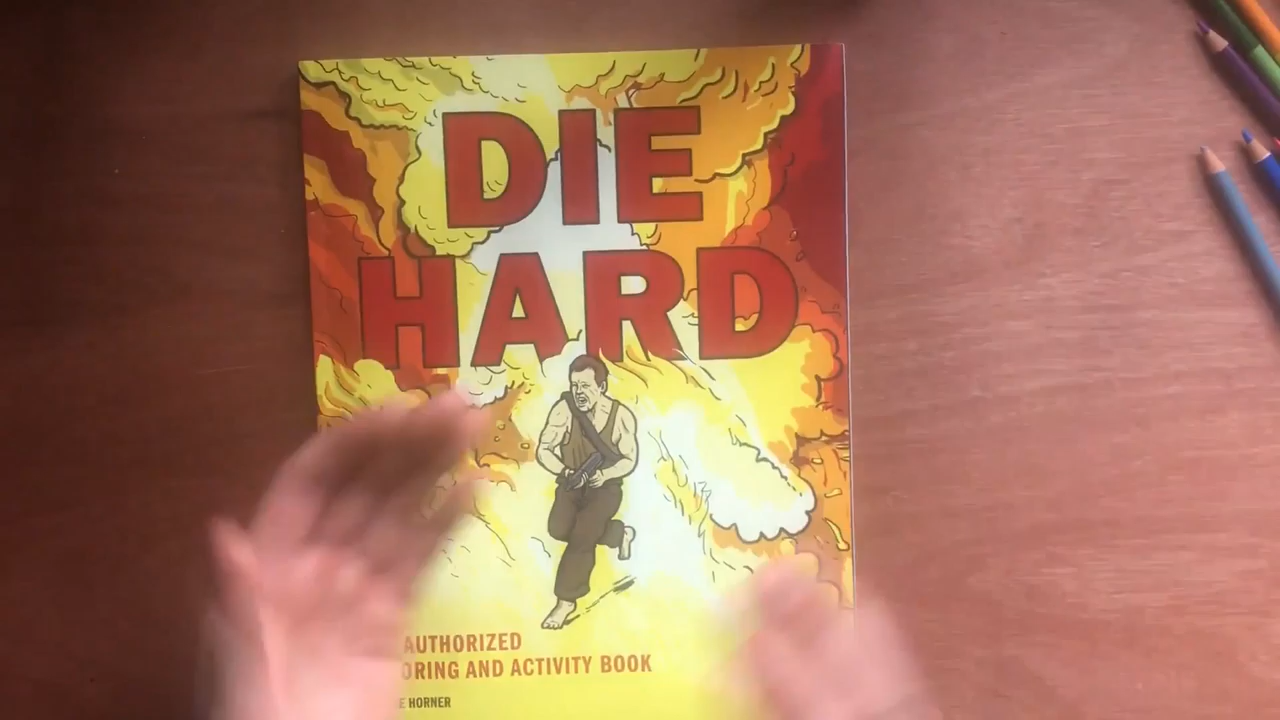 DIE
HARD
AUTHORIZED
ORING AND ACTIVITY BOOK
E HORNER